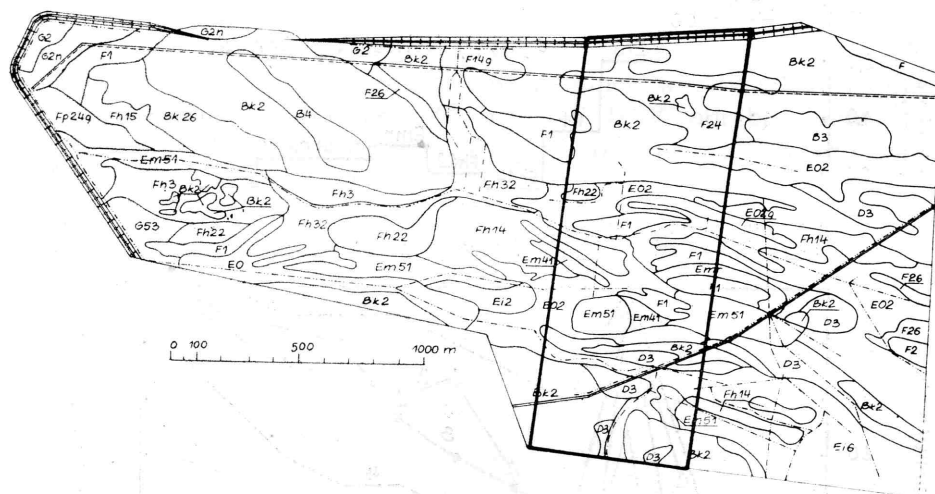 G2
G2n
G2n
F1
G2
Bk2
F14g
F26
Bk2
F
Fp24g
Fh15
Bk26
Bk2
B4
F1
Bk2
Bk2
F24
B3
Em51
Fh3
Bk2
Bk2
Fh3
Fh32
Fh22
E02
E02
G53
Fh22
F1
E0
Fh32
Fh22
Em51
Fh14
Em41
F1
F1
E02g
Fh14
D3
Bk2
Ei2
E02
Em51
Em41
F1
Em51
Bk2
D3
F26
E02
F26
F2
0 100 500 1000 m
D3
Bk2
D3
Bk2
D3
Fh14
Em51
Bk2
D3
D3
Bk2
Ei6